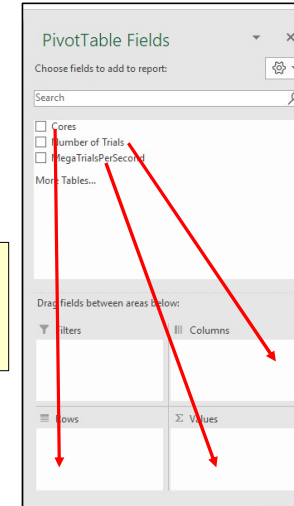 PivotTable Fields
Choose fields to add to report:
Search
Cores
Number of Trials
MegaTrialsPerSecond
More Tables...
Drag fields between areas below:
Filters
Columns
Rows
Σ Values